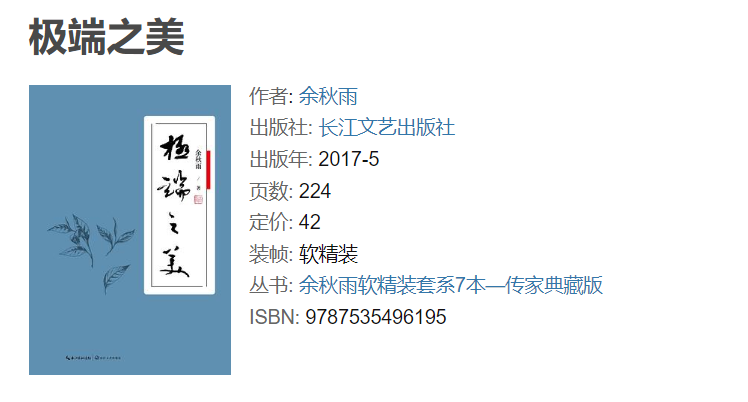 极端之美
極端之美
余秋雨
著
作者: 余秋雨
出版社: 长江文艺出版社
出版年: 2017-5
页数: 224
定价: 42
装帧: 软精装
丛书: 余秋雨软精装套系7本—传家典藏版
ISBN: 9787535496195